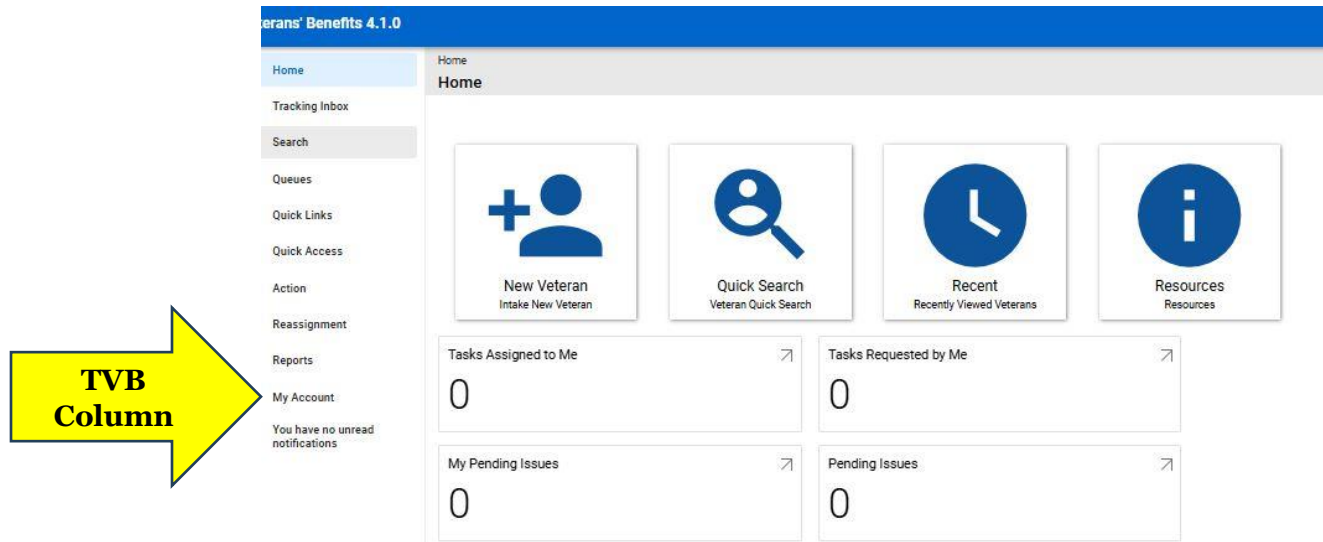 erans' Benefits 4.1.0
Home
Tracking Inbox
Search
Queues
Quick Links
Quick Access
Action
Reassignment
Reports
My Account
You have no unread
notifications
TVB
Column
Home
Home
New Veteran
Intake New Veteran
Quick Search
Veteran Quick Search
Recent
Recently Viewed Veterans
Resources
Resources
Tasks Assigned to Me
0
Tasks Requested by Me
0
My Pending Issues
0
Pending Issues
0